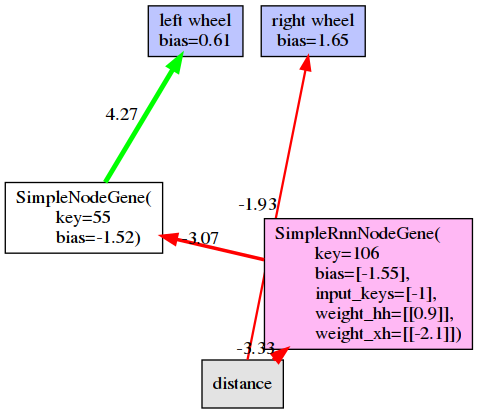 left wheel
bias=0.61
right wheel
bias=1.65
4.27
SimpleNodeGene(
key=55
bias=-1.52)
-1.93
-3.07
SimpleRnnNodeGene(
key=106
bias=[-1.55],
input_keys=[-1],
weight_hh=[[0.9]],
weight_xh=[[-2.1]])
-3.33
distance